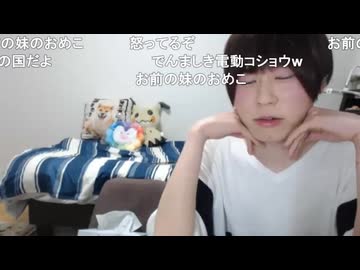 前の妹のおめこ
怒ってるぞ
お前の
の国だよ
でんましき電動コショウw
お前の妹のおめこ